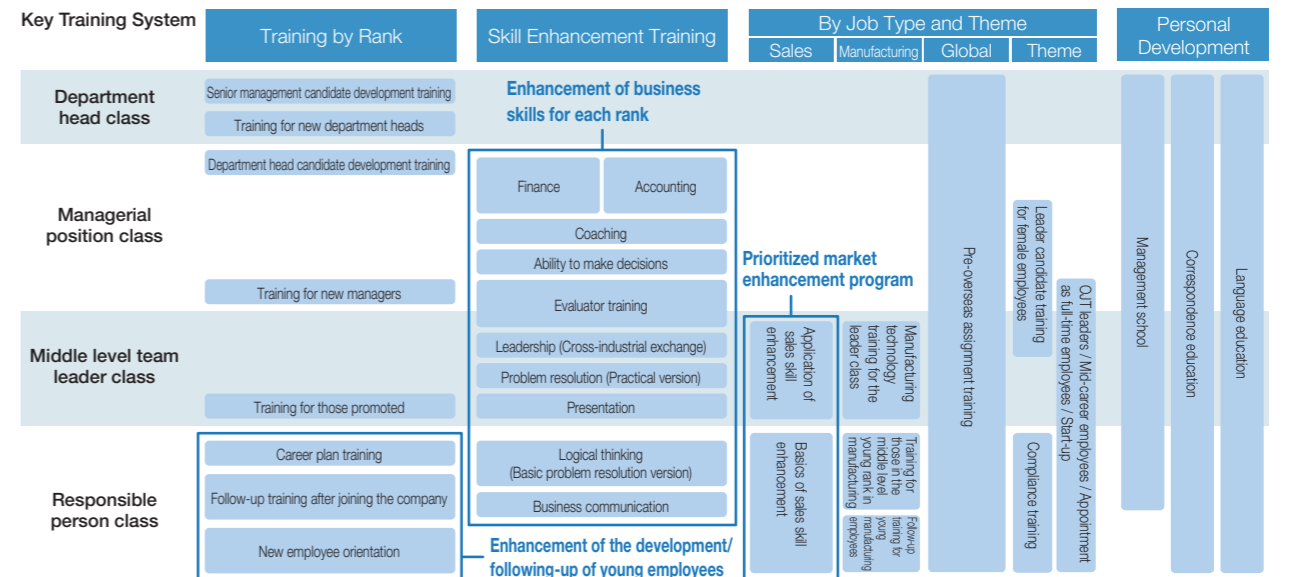 Key Training System
Training by Rank
Skill Enhancement Training
By Job Type and Theme
Sales
Manufacturing
Global
Theme
Personal
Development
Department
head class
Senior management candidate development training
Training for new department heads
Enhancement of business
skills for each rank
Managerial
position class
Department head candidate development training
Training for new managers
Finance
Accounting
Coaching
Ability to make decisions
Evaluator training
Prioritized market
enhancement program
Middle level team
leader class
Training for those promoted
Leadership (Cross-industrial exchange)
Problem resolution (Practical version)
Presentation
Application of
sales skill
enhancement
Manufacturing
technology
training for the
leader class
Responsible
person class
Career plan training
Follow-up training after joining the company
New employee orientation
Logical thinking
(Basic problem resolution version)
Business communication
Enhancement of the development/
following-up of young employees
Basics of sales skill
enhancement
Training for
those in the
middle level
young rank in
manufacturing
Follow-up
training for
young
manufacturing
employees
Pre-overseas assignment training
Leader candidate training
for female employees
Compliance training
OJT leaders / Mid-career employees / Appointment
as full-time employees / Start-up
Management school
Correspondence education
Language education